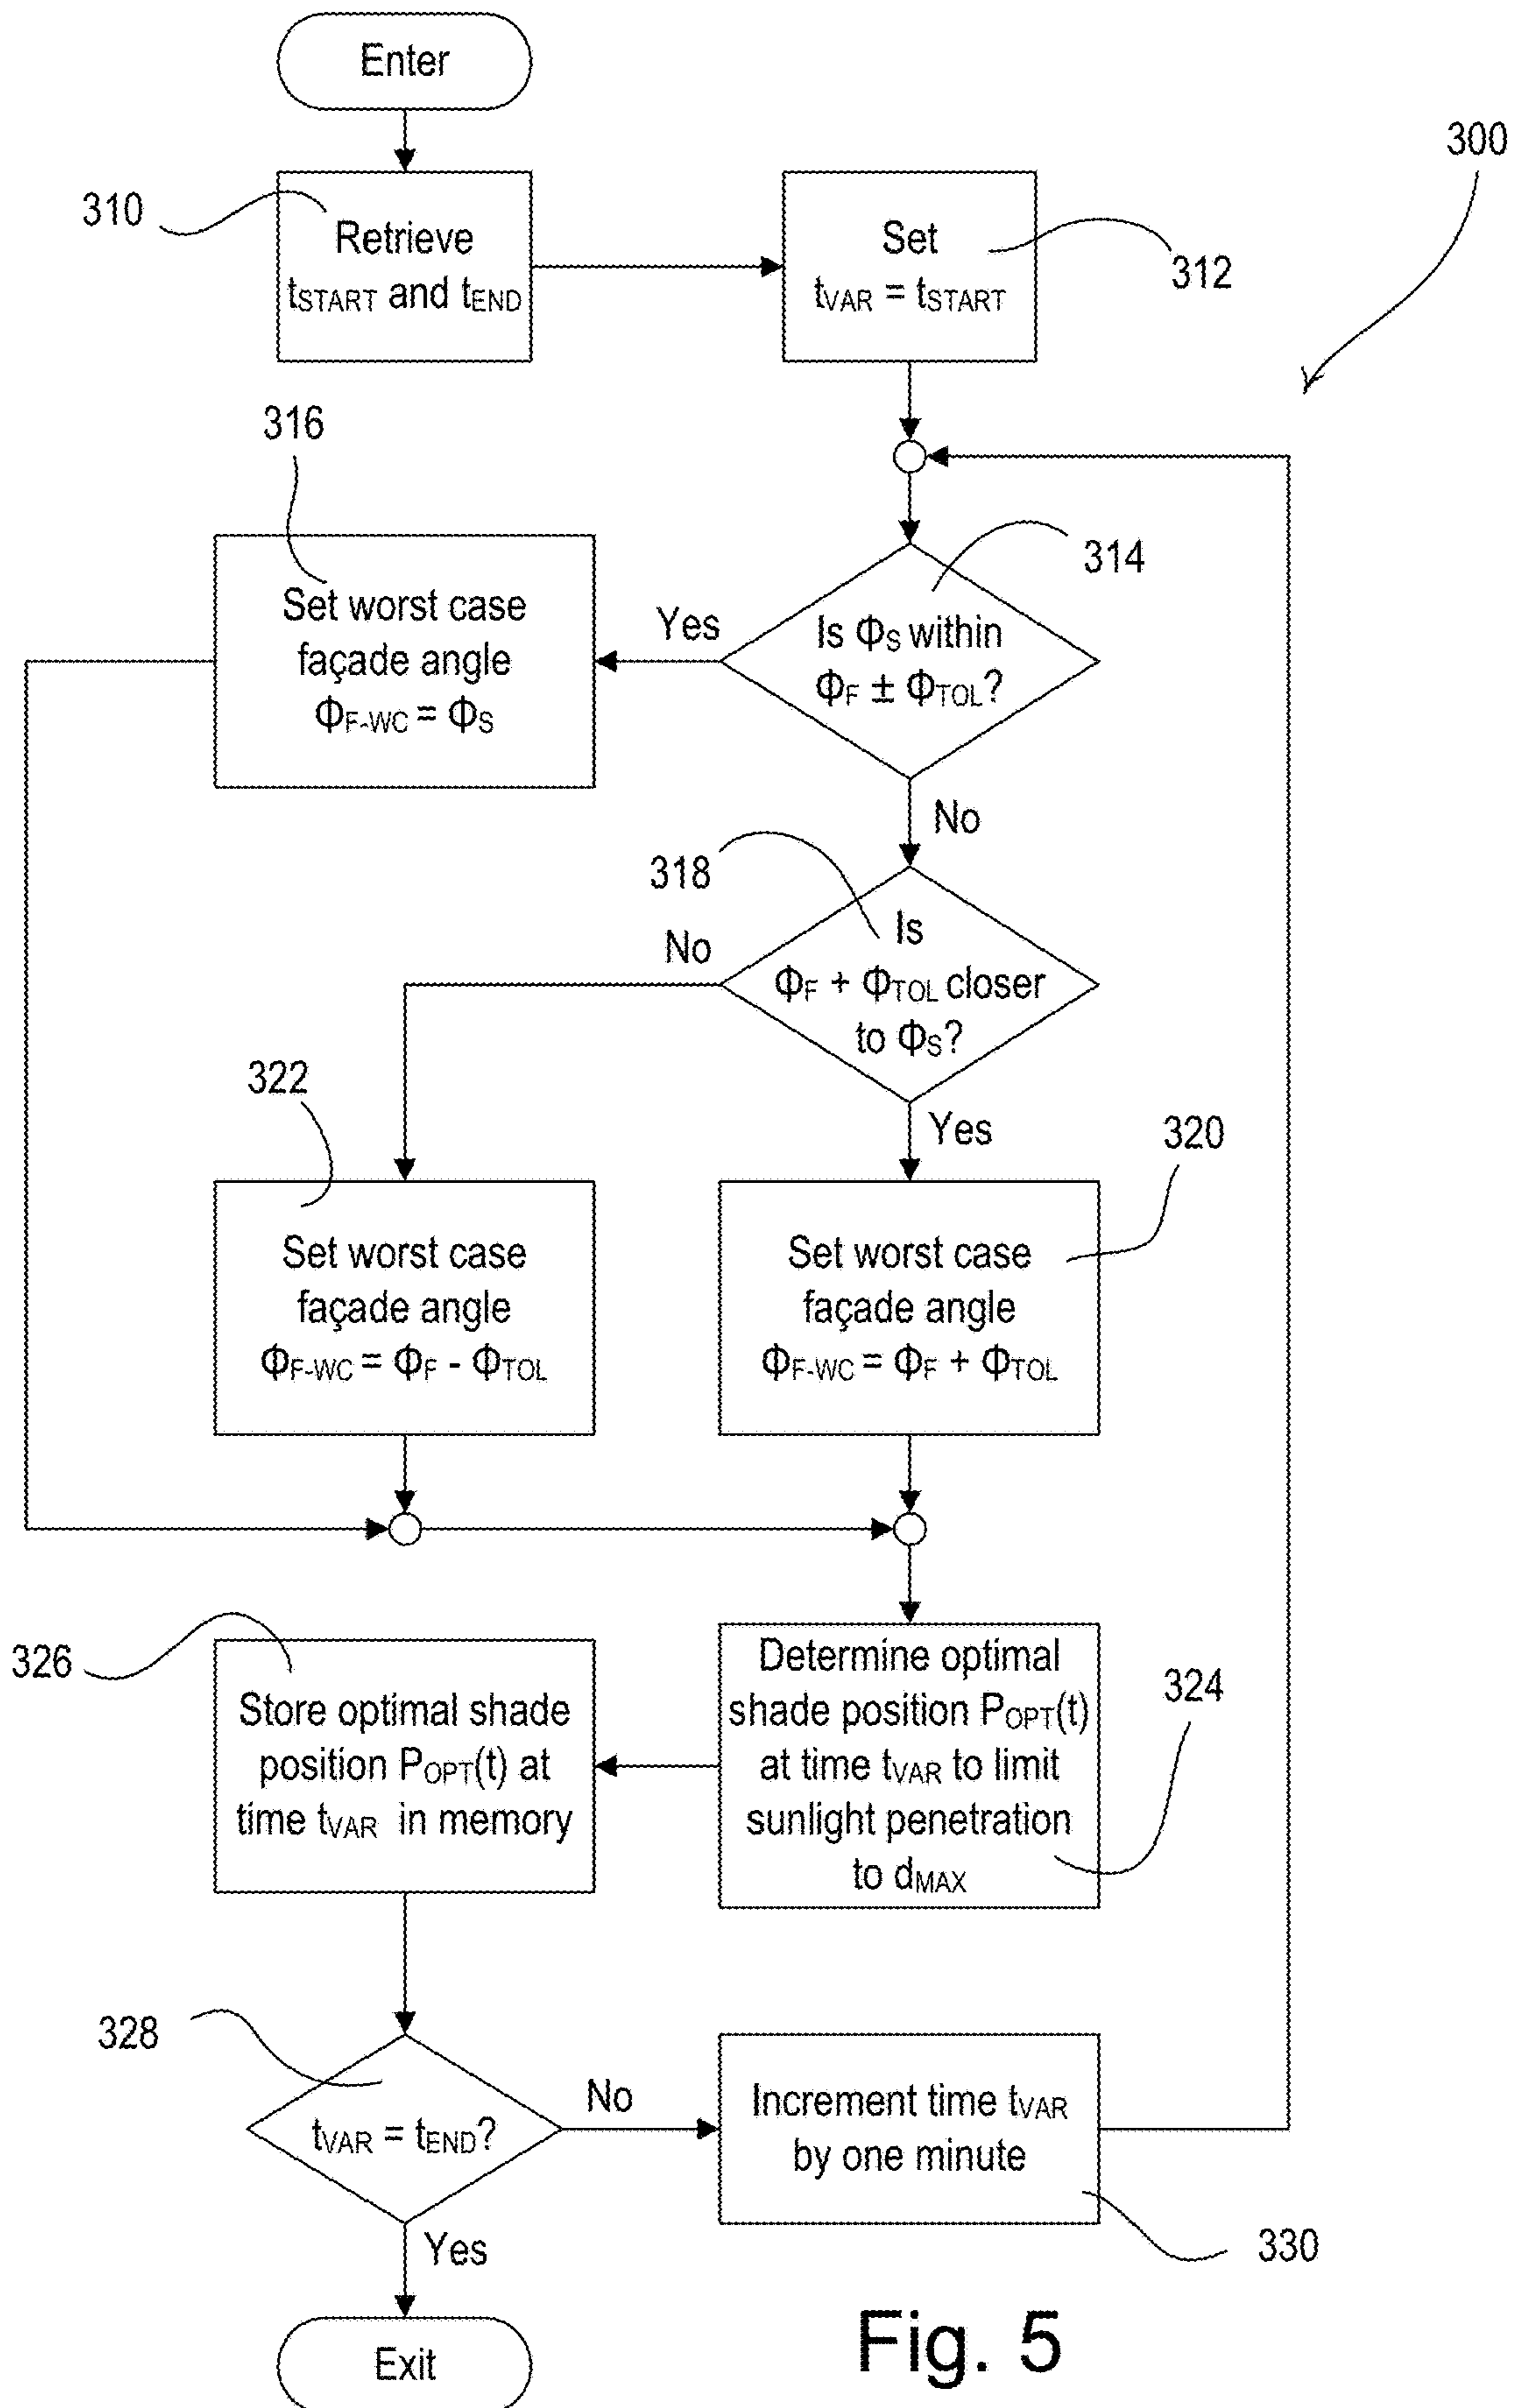 Enter
300
310
Retrieve
tSTART and tEND
Set
tVAR = tSTART
312
316
314
Set worst case
façade angle
ΦF-WC = ΦS
Yes
Is ΦS within
ΦF ± ΦTOL?
No
318
Is
ΦF + ΦTOL closer
to ΦS?
No
322
Yes
320
Set worst case
façade angle
ΦF-WC = ΦF - ΦTOL
Set worst case
façade angle
ΦF-WC = ΦF + ΦTOL
326
Store optimal shade
position POPT(t) at
time tVAR in memory
Determine optimal
shade position POPT(t)
at time tVAR to limit
sunlight penetration
to dMAX
324
328
tVAR = tEND?
No
Increment time tVAR
by one minute
330
Yes
Exit
Fig. 5